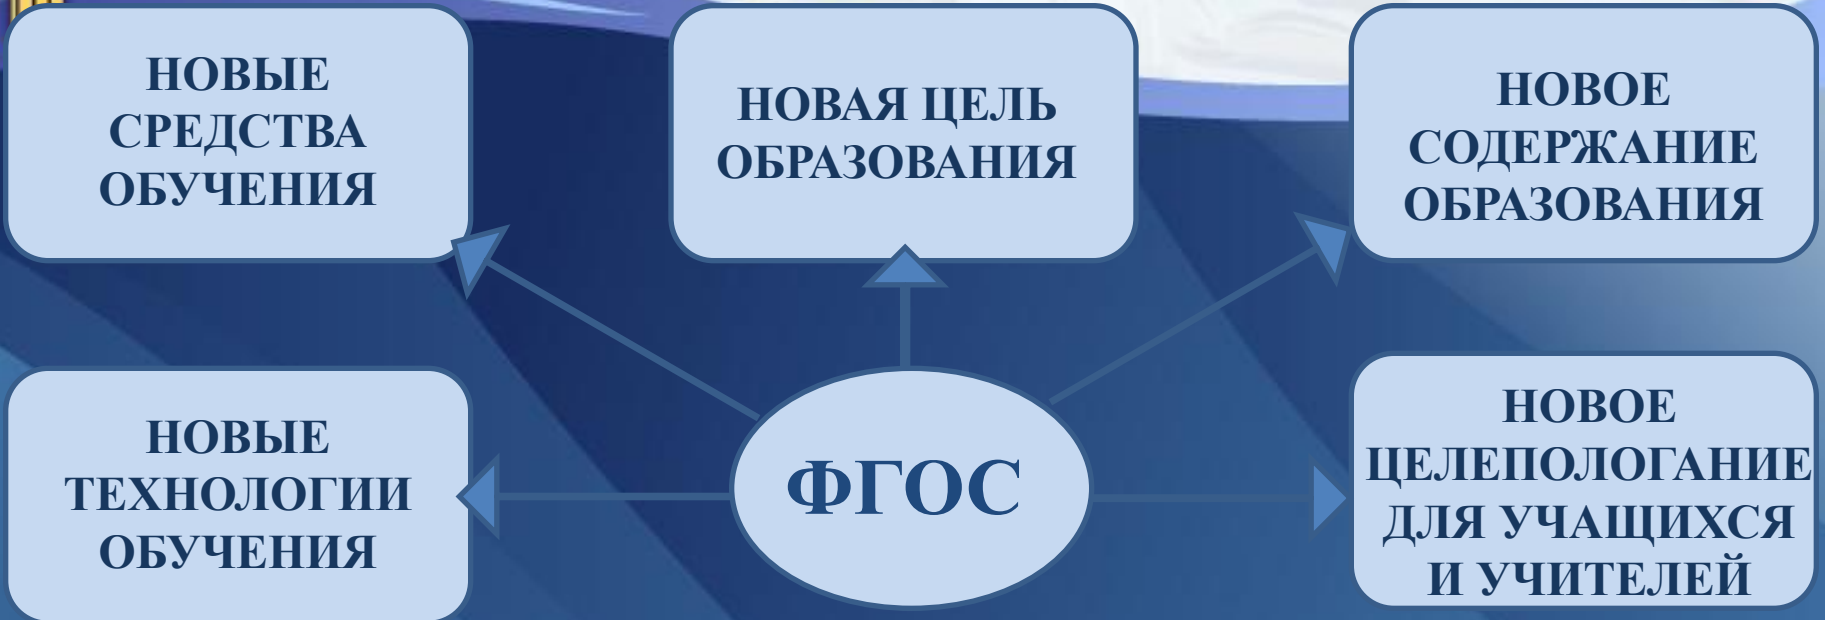 НОВЫЕ
СРЕДСТВА
ОБУЧЕНИЯ
НОВАЯ ЦЕЛЬ
ОБРАЗОВАНИЯ
НОВОЕ
СОДЕРЖАНИЕ
ОБРАЗОВАНИЯ
НОВЫЕ
ТЕХНОЛОГИИ
ОБУЧЕНИЯ
ФГОС
НОВОЕ
ЦЕЛЕПОЛОГАНИЕ
ДЛЯ УЧАЩИХСЯ
И УЧИТЕЛЕЙ